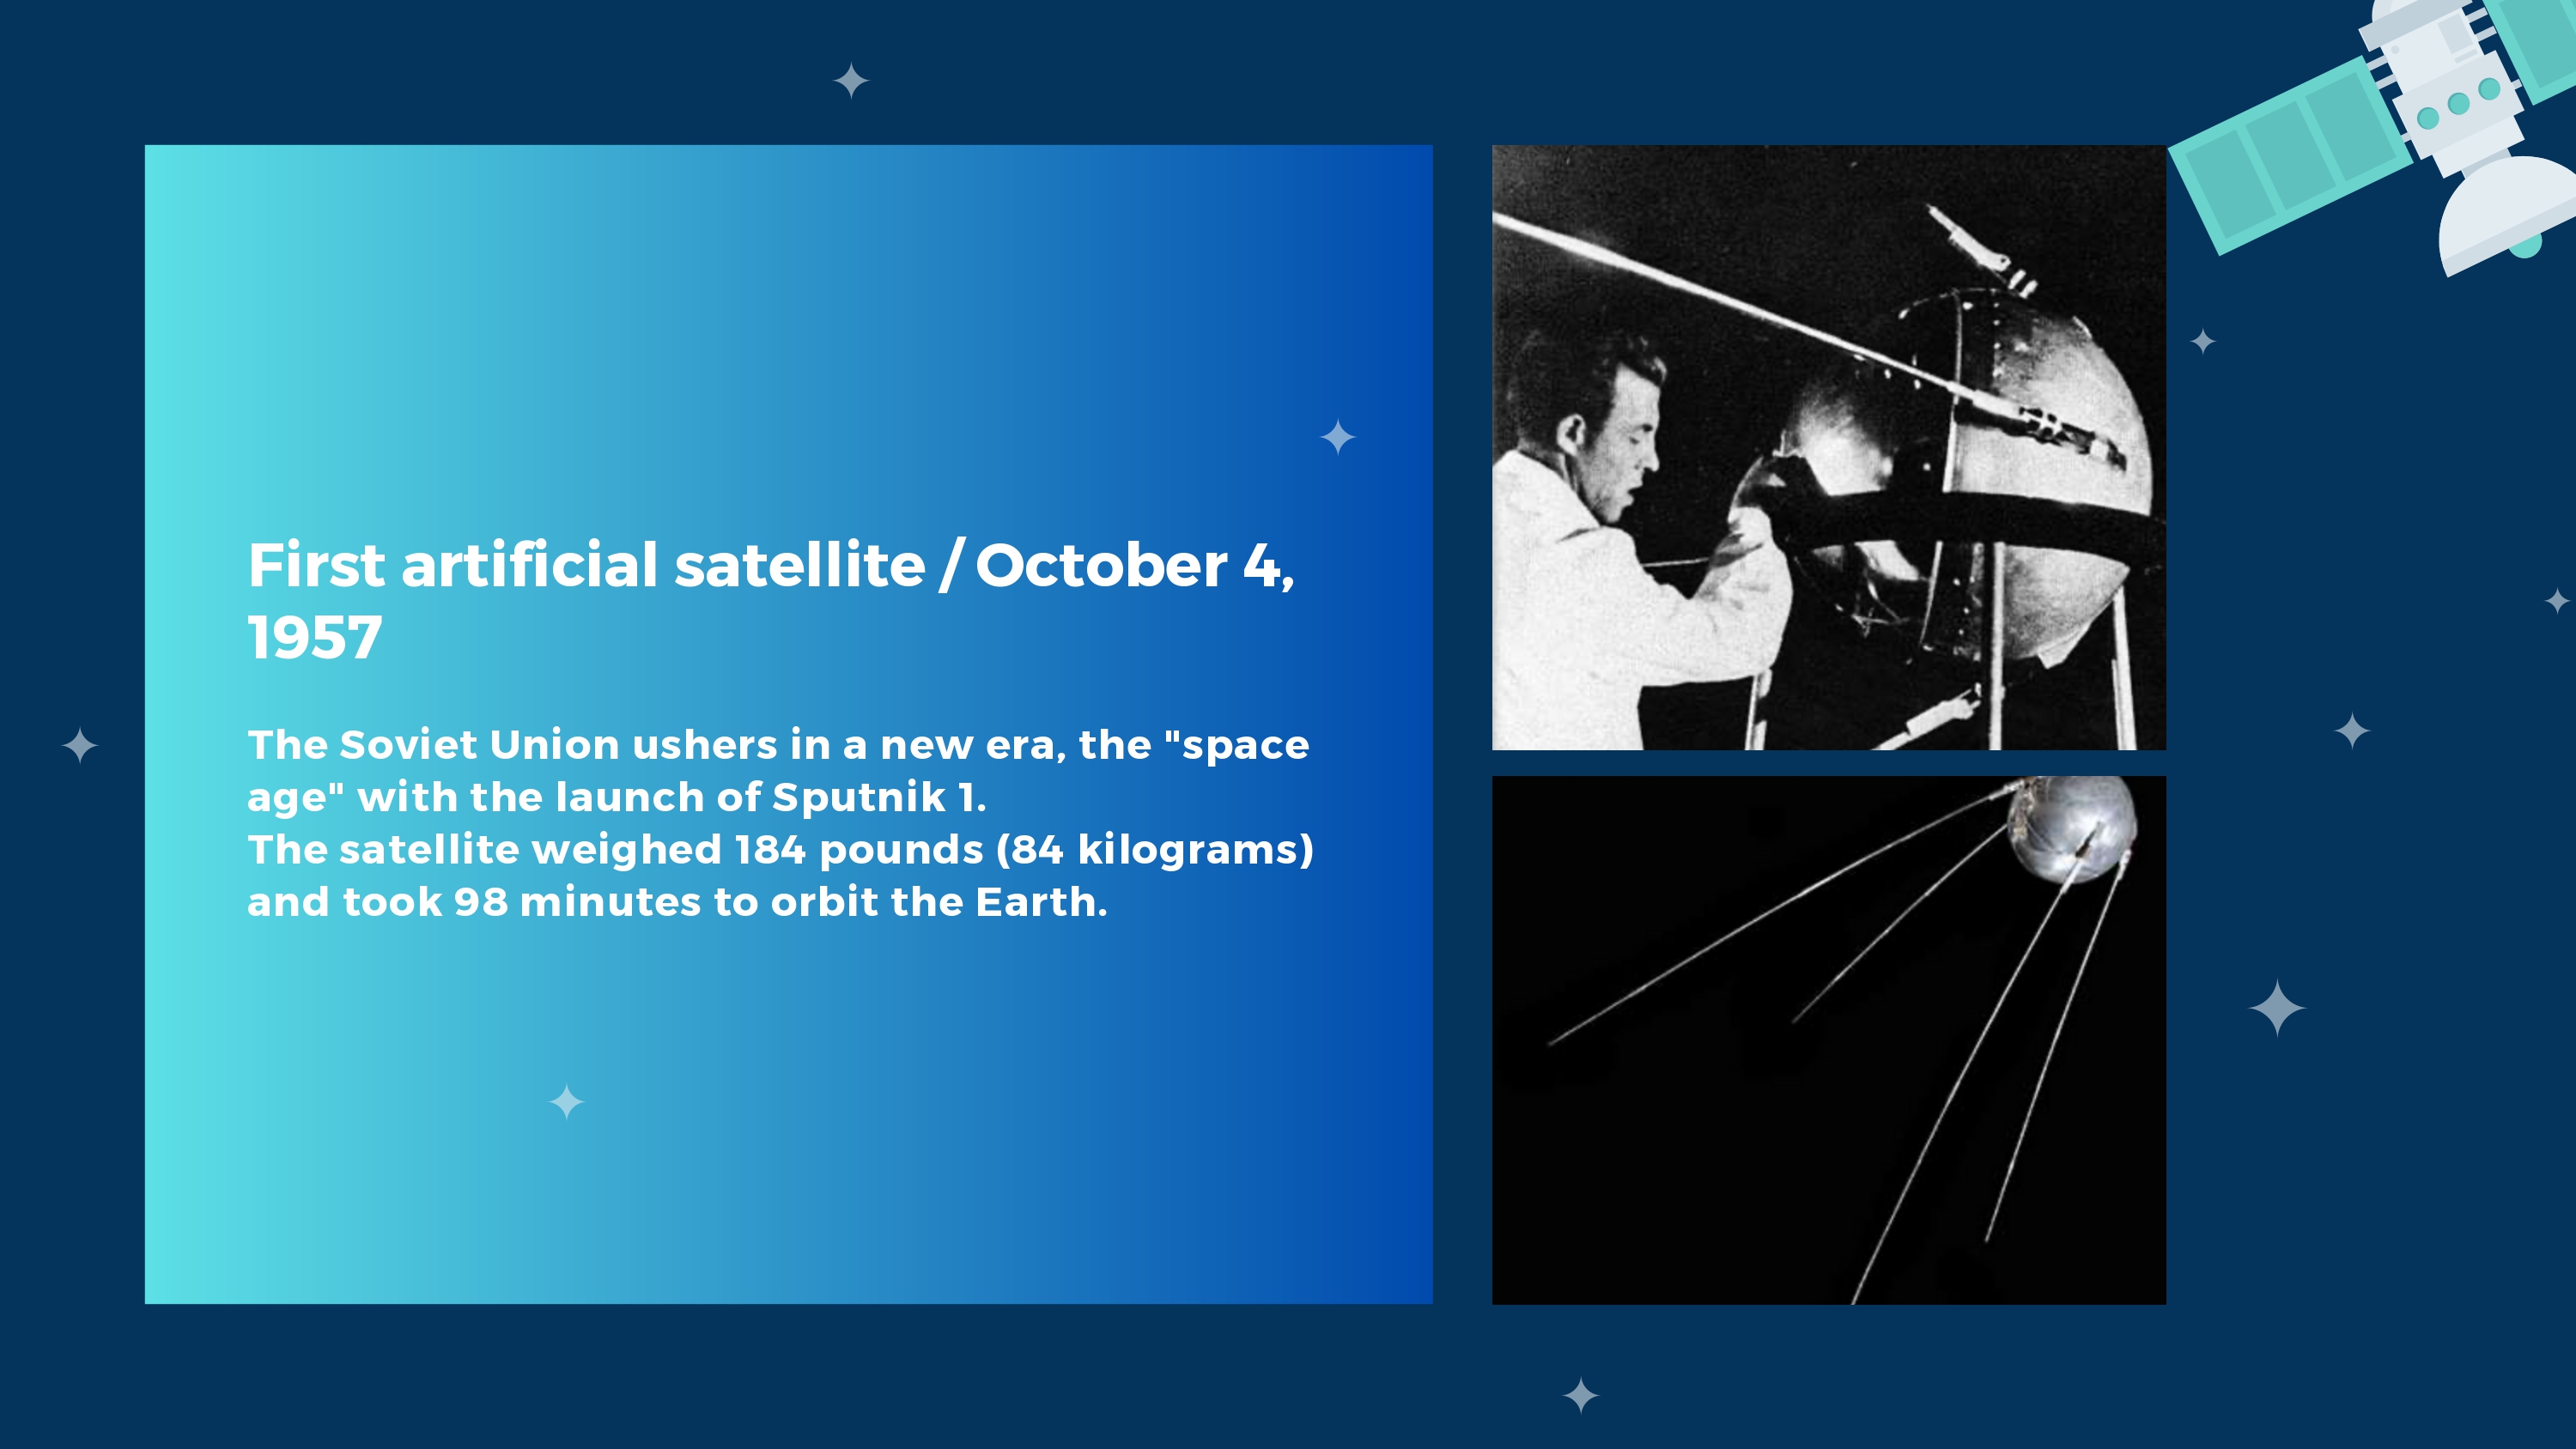 First artificial satellite / October 4,
1957
The Soviet Union ushers in a new era, the "space
age" with the launch of Sputnik 1.
The satellite weighed 184 pounds (84 kilograms)
and took 98 minutes to orbit the Earth.